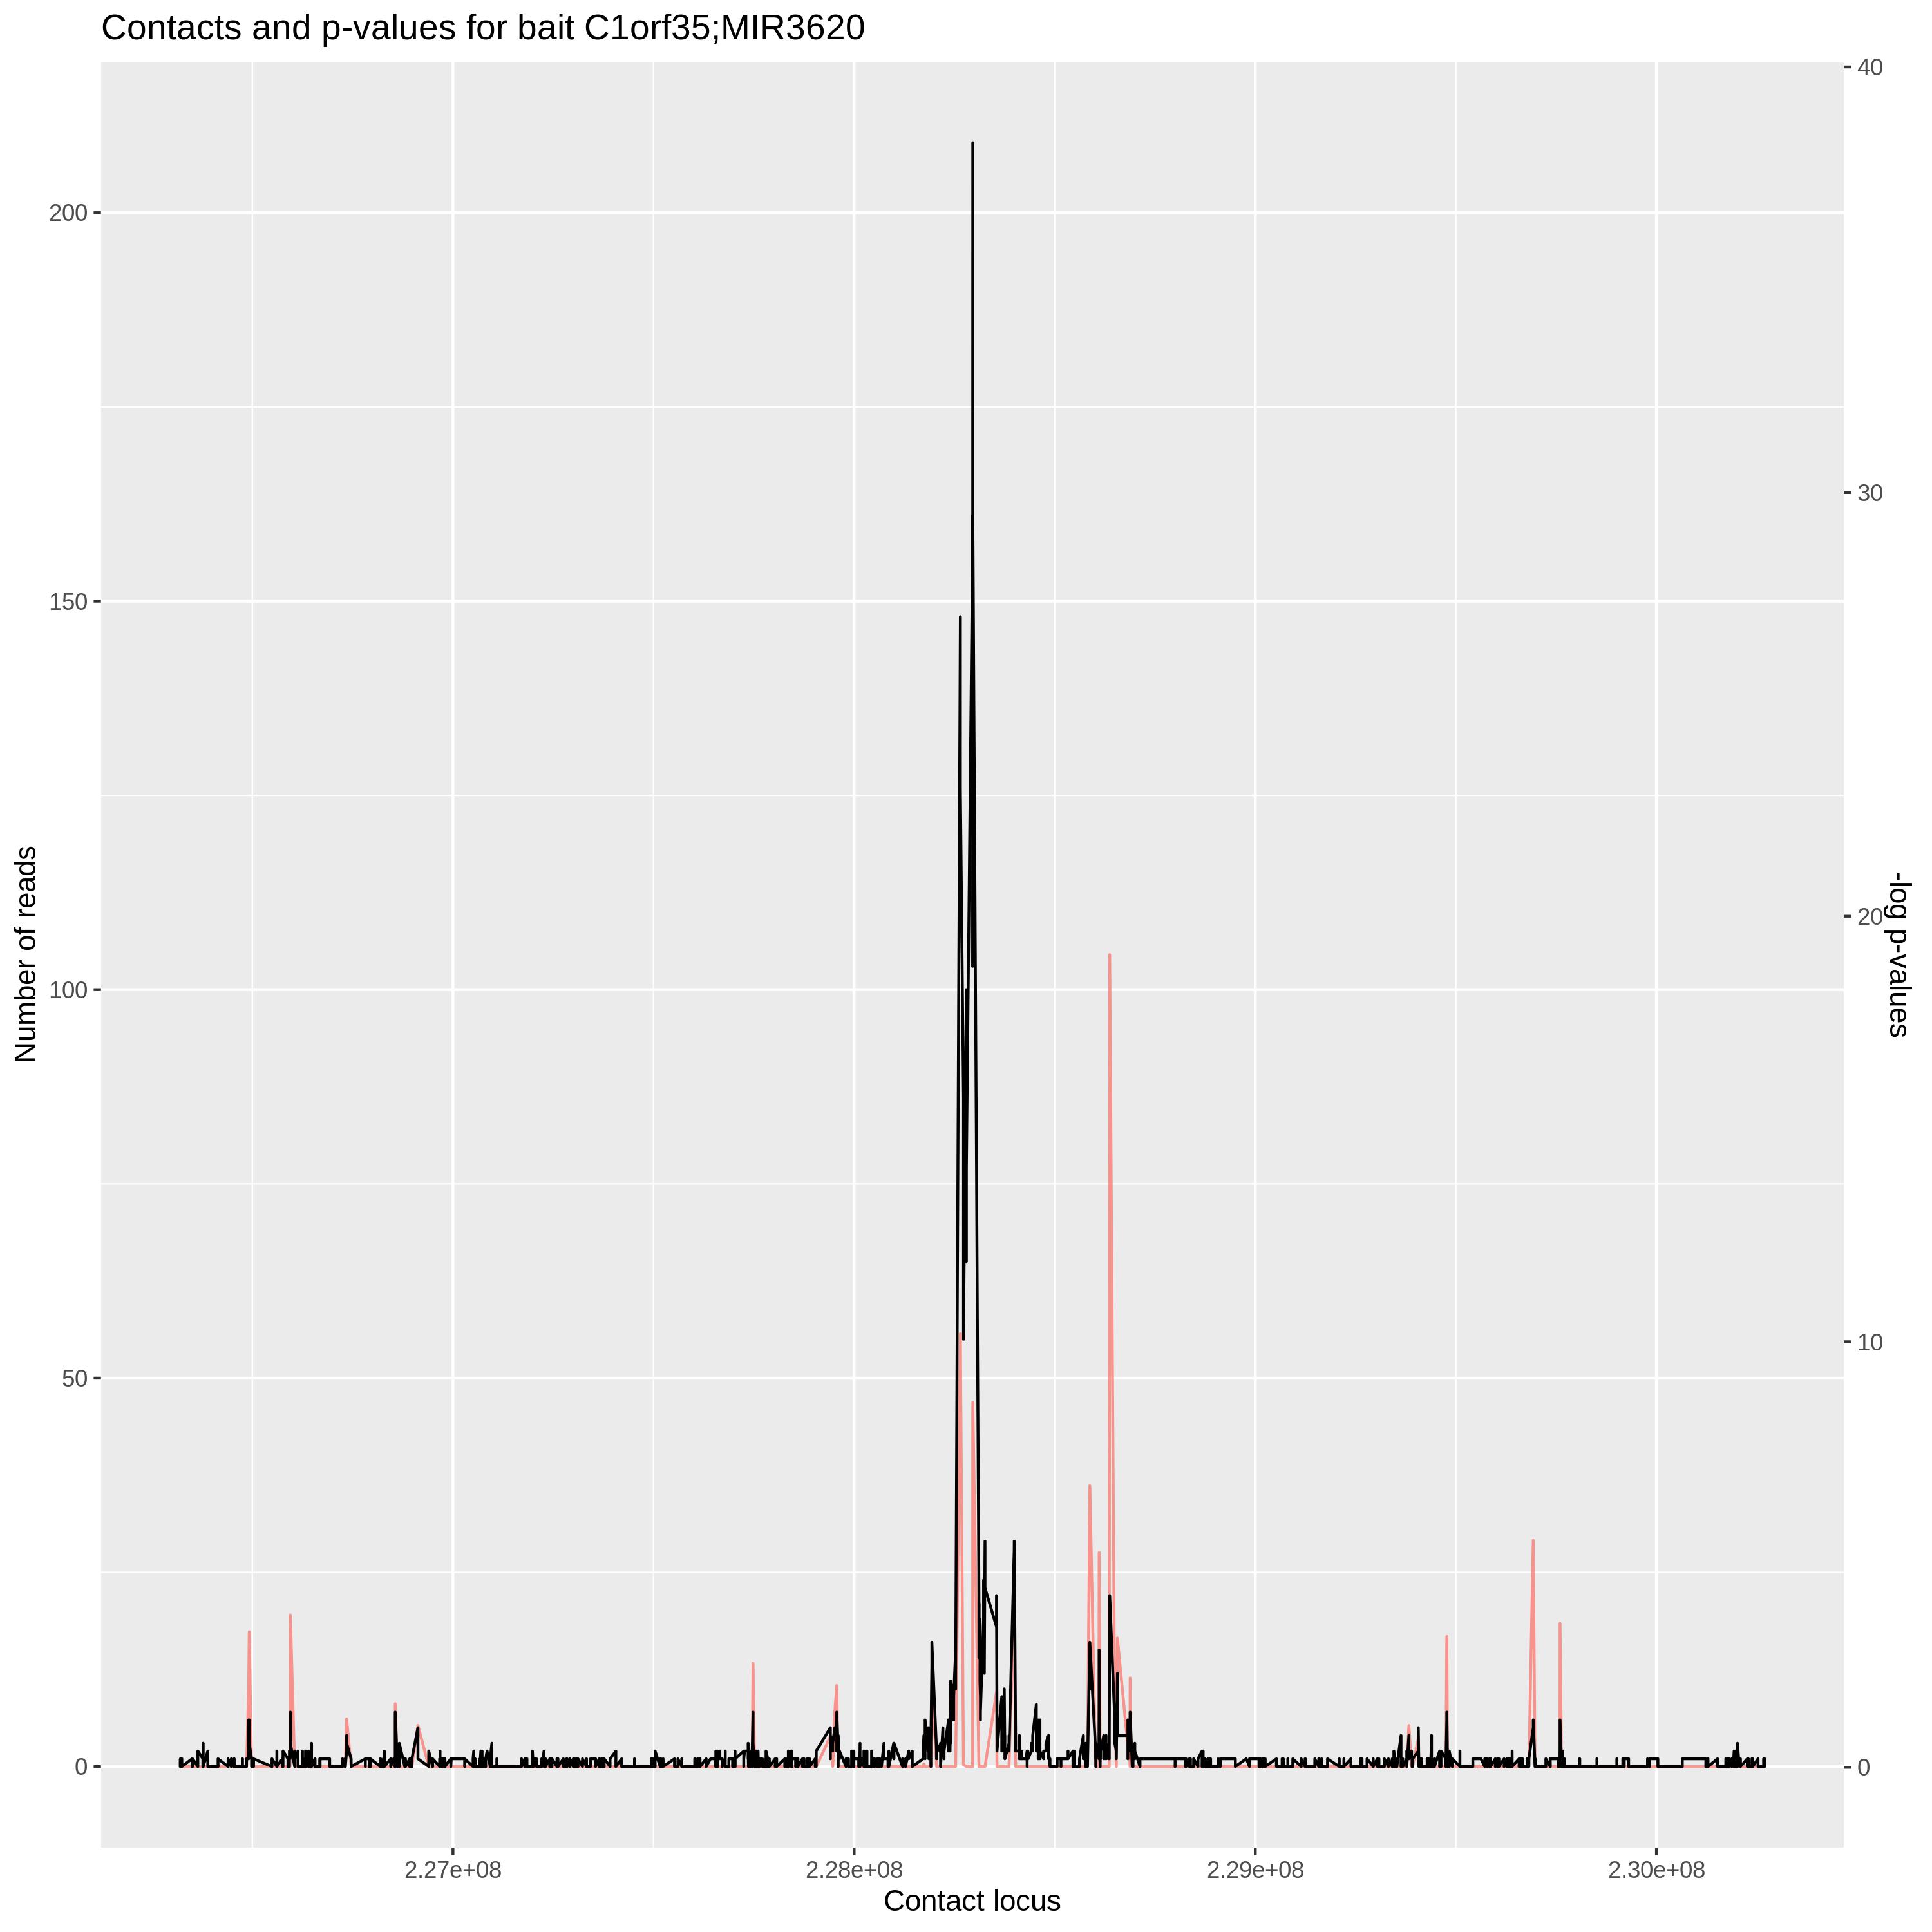 Contacts and p-values for bait C1orf35;MIR3620
200
150
100
50
0
Number of reads
40
30
20
10
0
-log p-values
2.27e+08 2.28e+08 2.29e+08 2.30e+08
Contact locus